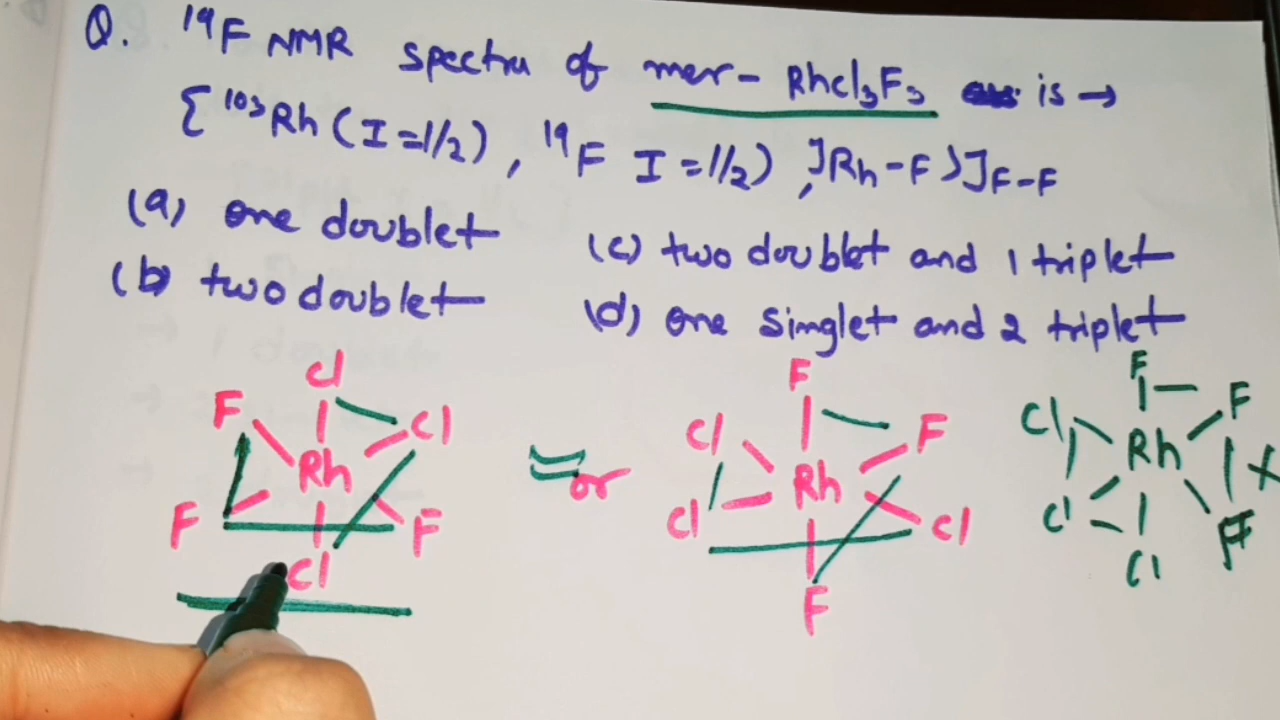 Q. 19F NMR spectra of mer- RhCl3F3 is →
{103Rh (I=1/2), 19F I=1/2), JRh-F > JF-F
(a) one doublet
(b) two doublet
(c) two doublet and 1 triplet
(d) one singlet and 2 triplet
Cl
F Cl
Rh
F F
Cl
or
F
Cl F
Rh
Cl Cl
F
F
Cl F
Rh
Cl F
Cl